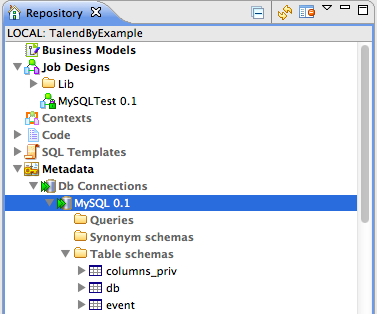 Repository
LOCAL: TalendByExample
Business Models
Job Designs
Lib
MySQLTest 0.1
Contexts
Code
SQL Templates
Metadata
Db Connections
MySQL 0.1
Queries
Synonym schemas
Table schemas
columns_priv
db
event